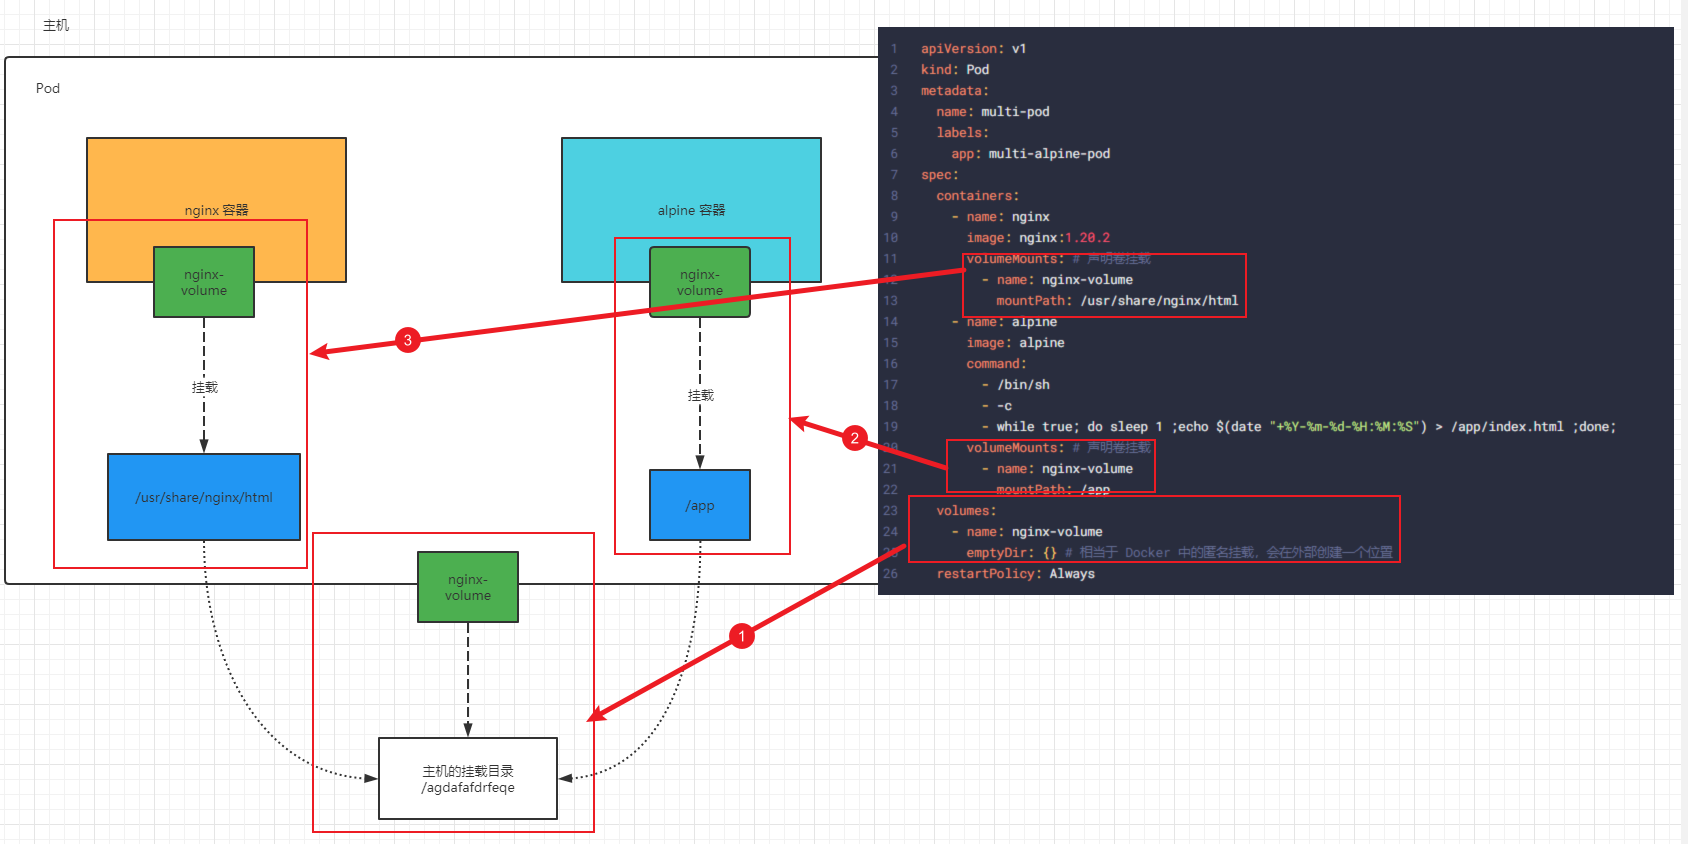 主机
Pod
nginx 容器
nginx-
volume
挂载
/usr/share/nginx/html
alpine 容器
nginx-
volume
挂载
/app
nginx-
volume
主机的挂载目录
/agdafafdrfeqe
3
2
1
1 apiVersion: v1
2 kind: Pod
3 metadata:
4 name: multi-pod
5 labels:
6 app: multi-alpine-pod
7 spec:
8 containers:
9 - name: nginx
10 image: nginx:1.20.2
11 volumeMounts: # 声明卷挂载
12 - name: nginx-volume
13 mountPath: /usr/share/nginx/html
14 - name: alpine
15 image: alpine
16 command:
17 - /bin/sh
18 - -c
19 - while true; do sleep 1 ;echo $(date "+%Y-%m-%d-%H:%M:%S") > /app/index.html ;done;
20 volumeMounts: # 声明卷挂载
21 - name: nginx-volume
22 mountPath: /app
23 volumes:
24 - name: nginx-volume
25 emptyDir: {} # 相当于 Docker 中的匿名挂载，会在外部创建一个位置
26 restartPolicy: Always